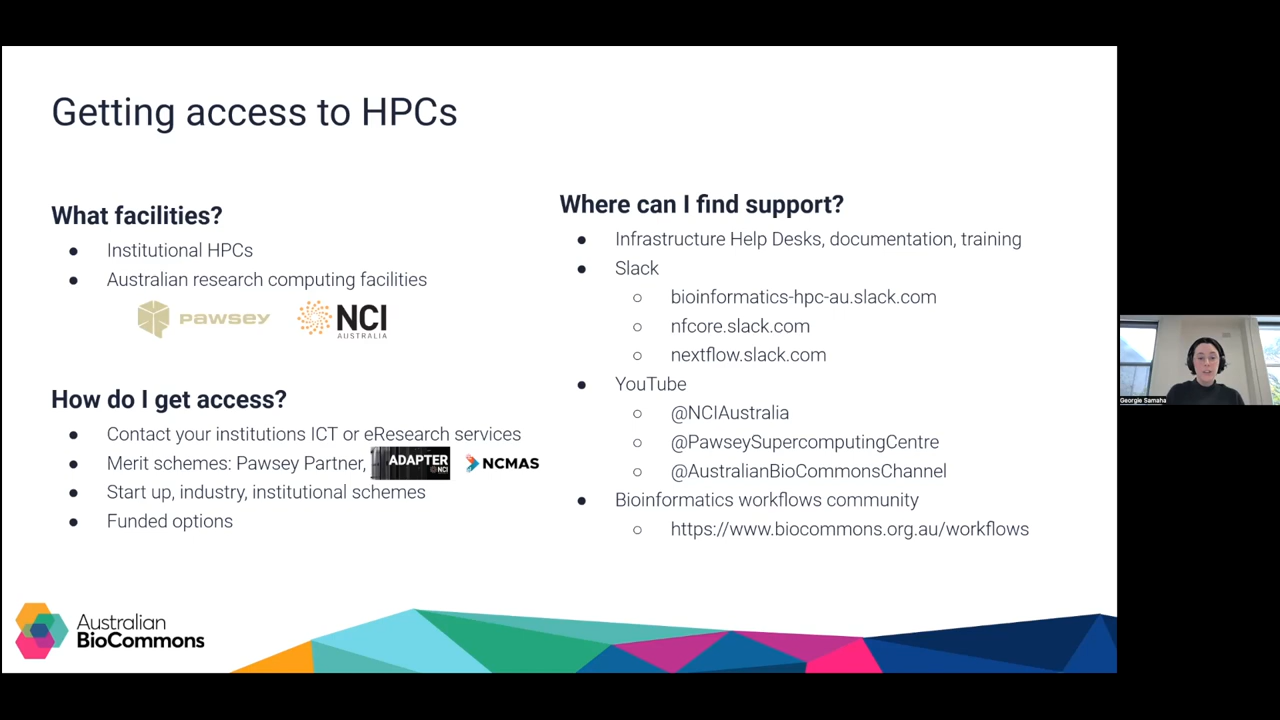 Getting access to HPCs
What facilities?
Institutional HPCs
Australian research computing facilities
pawsey
NCI
AUSTRALIA
How do I get access?
Contact your institutions ICT or eResearch services
Merit schemes: Pawsey Partner, ADAPTER NCI NCMAS
Start up, industry, institutional schemes
Funded options
Where can I find support?
Infrastructure Help Desks, documentation, training
Slack
bioinformatics-hpc-au.slack.com
nfcore.slack.com
nextflow.slack.com
YouTube
@NCIAustralia
@PawseySupercomputingCentre
@AustralianBioCommonsChannel
Bioinformatics workflows community
https://www.biocommons.org.au/workflows
Australian
BioCommons
Georgie Samaha